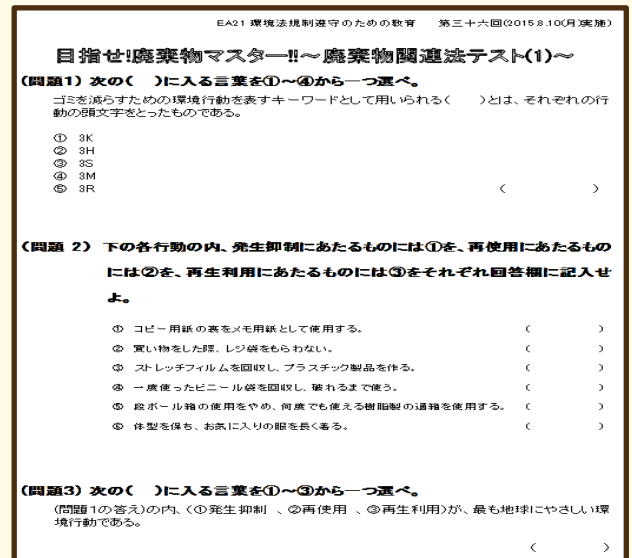 EA21 環境法規制遵守のための教育　第三十六回(2015.8.10(月)実施)
目指せ!廃棄物マスター!!～廃棄物関連法テスト(1)～
(問題1) 次の(　)に入る言葉を①～④から一つ選べ。
ゴミを減らすための環境行動を表すキーワードとして用いられる(　　)とは、それぞれの行
動の頭文字をとったものである。
① 3K
② 3H
③ 3S
④ 3M
⑤ 3R
(　　　　)
(問題 2) 下の各行動の内、発生抑制にあたるものには①を、再使用にあたるもの
には②を、再生利用にあたるものには③をそれぞれ回答欄に記入せ
よ。
① コピー用紙の裏をメモ用紙として使用する。 (　　　　)
② 買い物をした際、レジ袋をもらわない。 (　　　　)
③ ストレッチフィルムを回収し、プラスチック製品を作る。 (　　　　)
④ 一度使ったビニール袋を回収し、破れるまで使う。 (　　　　)
⑤ 段ボール箱の使用をやめ、何度でも使える樹脂製の通箱を使用する。 (　　　　)
⑥ 体型を保ち、お気に入りの服を長く着る。 (　　　　)
(問題3) 次の(　)に入る言葉を①～③から一つ選べ。
(問題1の答え)の内、(①発生抑制 、②再使用 、③再生利用)が、最も地球にやさしい環
境行動である。
(　　　　)